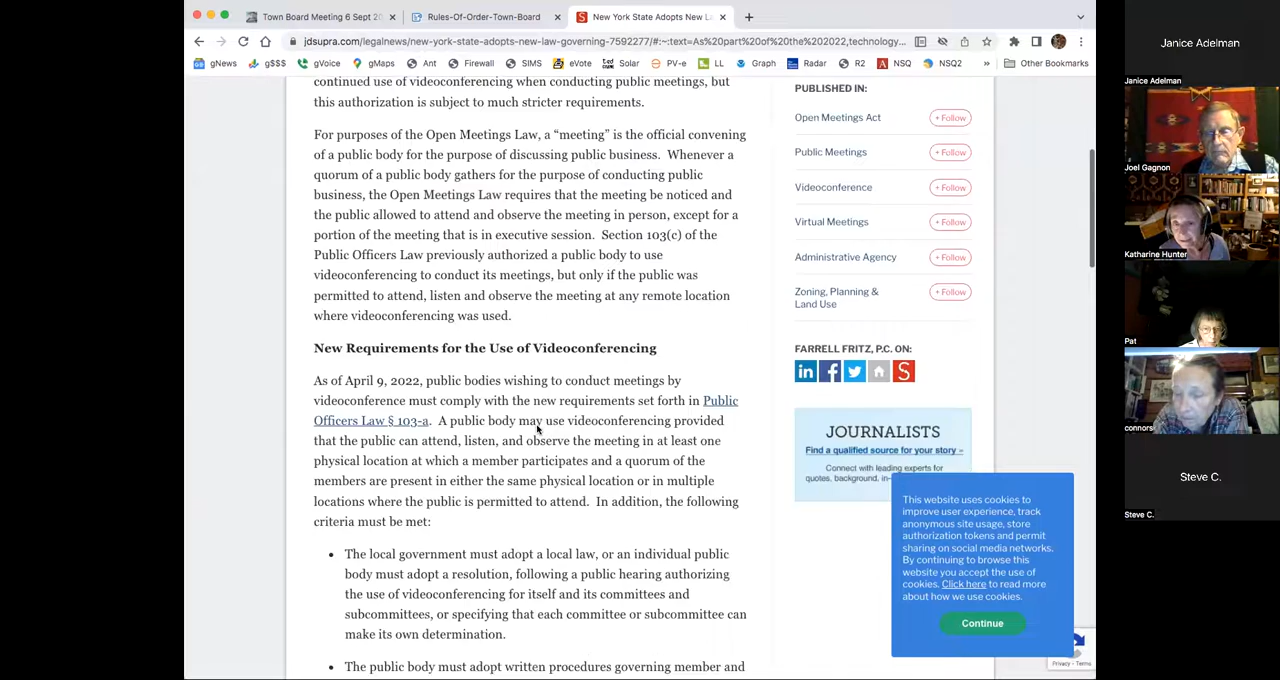 Town Board Meeting 6 Sept 20
Rules-Of-Order-Town-Board
New York State Adopts New L
jdsupra.com/legalnews/new-york-state-adopts-new-law-governing-7592277/#:~:text=As%20part%20of%20the%202022,technology...
gNews
g$$$
gVoice
gMaps
Ant
Firewall
SIMS
eVote
Solar
PV-e
LL
Graph
Radar
R2
NSQ
NSQ2
»
Other Bookmarks
continued use of videoconferencing when conducting public meetings, but
this authorization is subject to much stricter requirements.
For purposes of the Open Meetings Law, a “meeting” is the official convening
of a public body for the purpose of discussing public business.  Whenever a
quorum of a public body gathers for the purpose of conducting public
business, the Open Meetings Law requires that the meeting be noticed and
the public allowed to attend and observe the meeting in person, except for a
portion of the meeting that is in executive session.  Section 103(c) of the
Public Officers Law previously authorized a public body to use
videoconferencing to conduct its meetings, but only if the public was
permitted to attend, listen and observe the meeting at any remote location
where videoconferencing was used.
New Requirements for the Use of Videoconferencing
As of April 9, 2022, public bodies wishing to conduct meetings by
videoconference must comply with the new requirements set forth in Public
Officers Law § 103-a.  A public body may use videoconferencing provided
that the public can attend, listen, and observe the meeting in at least one
physical location at which a member participates and a quorum of the
members are present in either the same physical location or in multiple
locations where the public is permitted to attend.  In addition, the following
criteria must be met:
• The local government must adopt a local law, or an individual public
body must adopt a resolution, following a public hearing authorizing
the use of videoconferencing for itself and its committees and
subcommittees, or specifying that each committee or subcommittee can
make its own determination.
• The public body must adopt written procedures governing member and
PUBLISHED IN:
Open Meetings Act
+ Follow
Public Meetings
+ Follow
Videoconference
+ Follow
Virtual Meetings
+ Follow
Administrative Agency
+ Follow
Zoning, Planning &
Land Use
+ Follow
FARRELL FRITZ, P.C. ON:
JOURNALISTS
Find a qualified source for your story »
Connect with leading experts for
quotes, background, in-
This website uses cookies to
improve user experience, track
anonymous site usage, store
authorization tokens and permit
sharing on social media networks.
By continuing to browse this
website you accept the use of
cookies. Click here to read more
about how we use cookies.
Continue
Privacy - Terms
Janice Adelman
Janice Adelman
Joel Gagnon
Katharine Hunter
Pat
connors
Steve C.
Steve C.